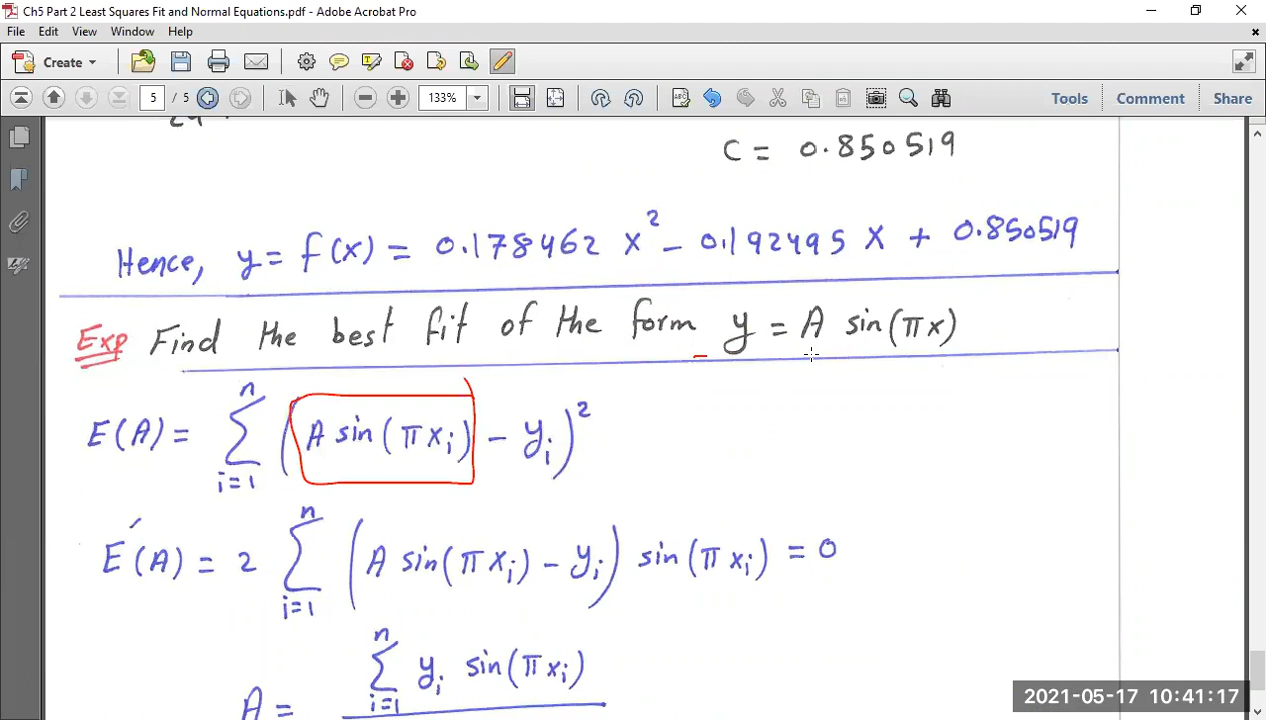 Ch5 Part 2 Least Squares Fit and Normal Equations.pdf - Adobe Acrobat Pro
File Edit View Window Help
Create
5 / 5 133% Tools Comment Share
C = 0.850519
Hence, y = f(x) = 0.178462 x² - 0.192495 x + 0.850519
Exp Find the best fit of the form y = A sin(πx)
E(A) = Σ_{i=1}^{n} (A sin(πx_i) - y_i)²
E'(A) = 2 Σ_{i=1}^{n} (A sin(πx_i) - y_i) sin(πx_i) = 0
A = Σ_{i=1}^{n} y_i sin(πx_i)
2021-05-17 10:41:17